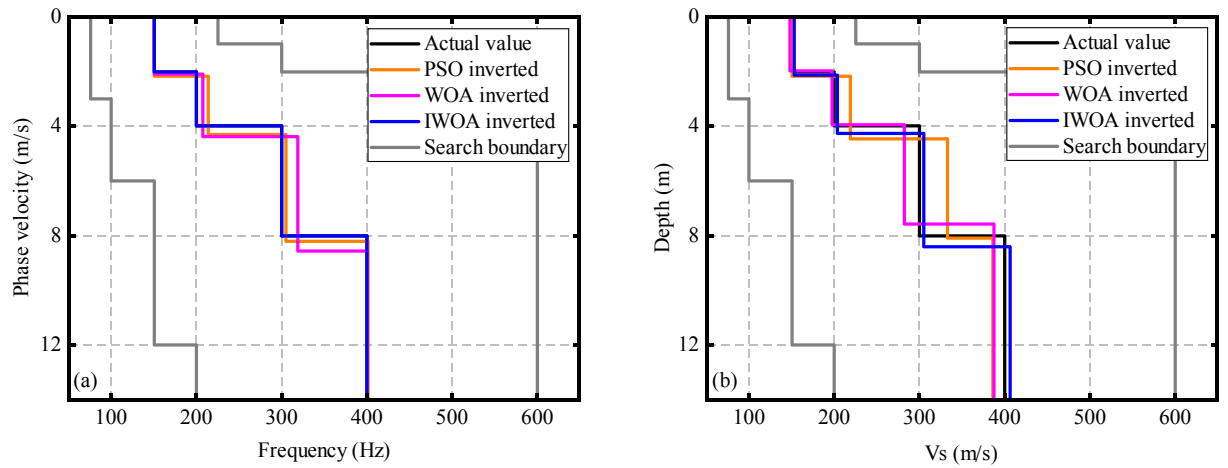 0
4
8
12
Phase velocity (m/s)
Actual value
PSO inverted
WOA inverted
IWOA inverted
Search boundary
(a)
100 200 300 400 500 600
Frequency (Hz)
0
4
8
12
Depth (m)
Actual value
PSO inverted
WOA inverted
IWOA inverted
Search boundary
(b)
100 200 300 400 500 600
Vs (m/s)